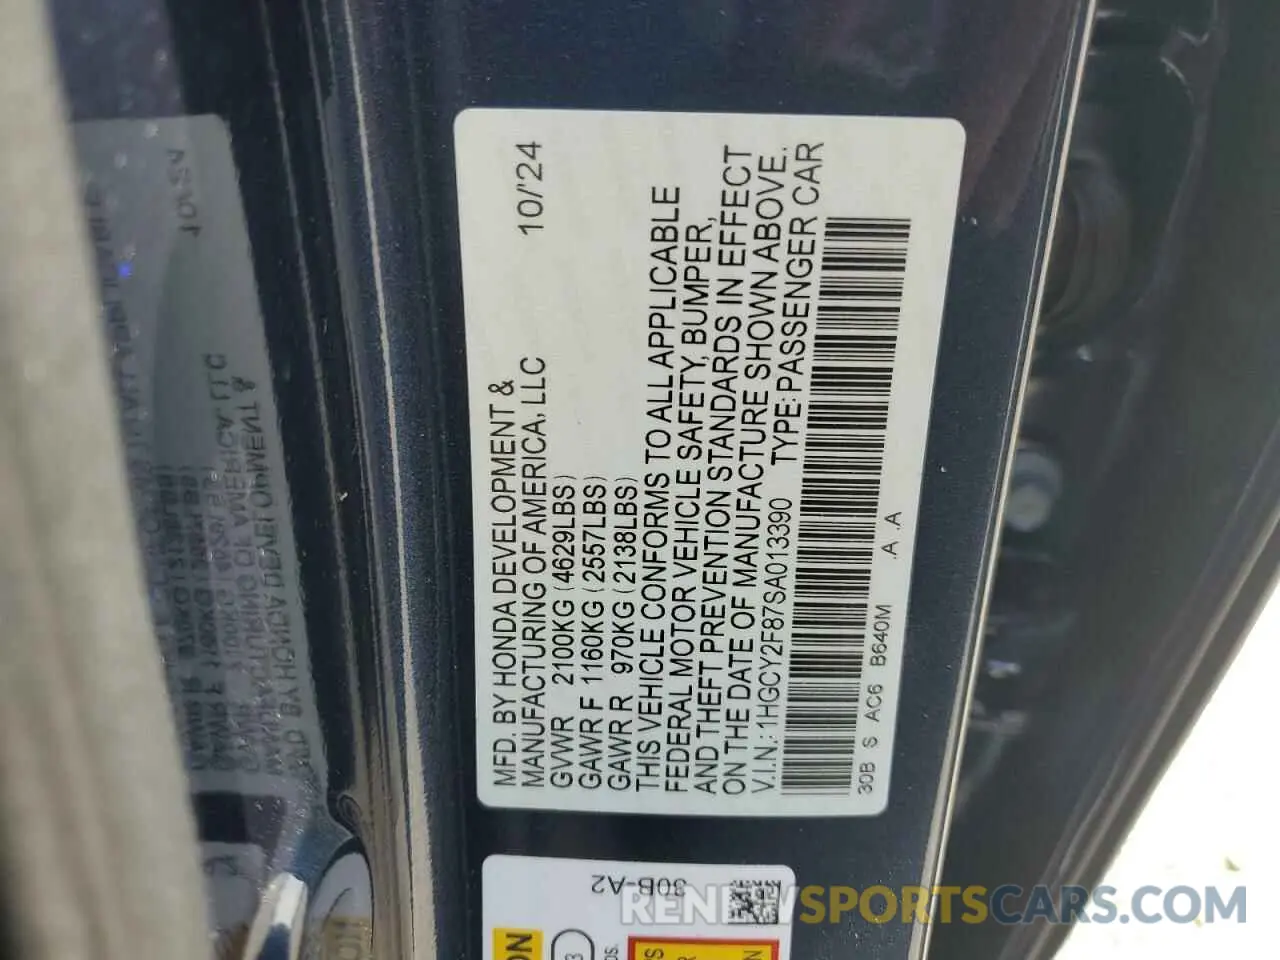 MFD. BY HONDA DEVELOPMENT &
MANUFACTURING OF AMERICA, LLC 10/'24
GVWR 2100KG (4629LBS)
GAWR F 1160KG (2557LBS)
GAWR R 970KG (2138LBS)
THIS VEHICLE CONFORMS TO ALL APPLICABLE
FEDERAL MOTOR VEHICLE SAFETY, BUMPER,
AND THEFT PREVENTION STANDARDS IN EFFECT
ON THE DATE OF MANUFACTURE SHOWN ABOVE.
V.I.N.: 1HGCY2F87SA013390 TYPE: PASSENGER CAR
30B S AC6 B640M .A .A
30B-A2
RENEWSPORTSCARS.COM